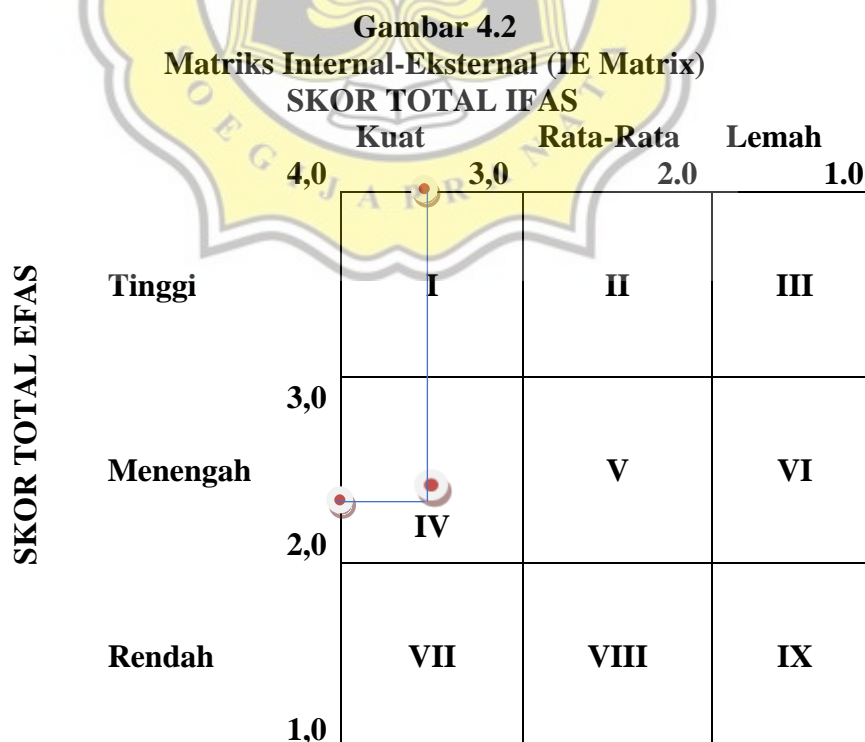 Gambar 4.2
Matriks Internal-Eksternal (IE Matrix)
SKOR TOTAL IFAS
Kuat Rata-Rata Lemah
4,0 3,0 2.0 1.0
SOEGIJAPRANATA
SKOR TOTAL EFAS
Tinggi I II III
3,0
Menengah V VI
IV
2,0
Rendah VII VIII IX
1,0